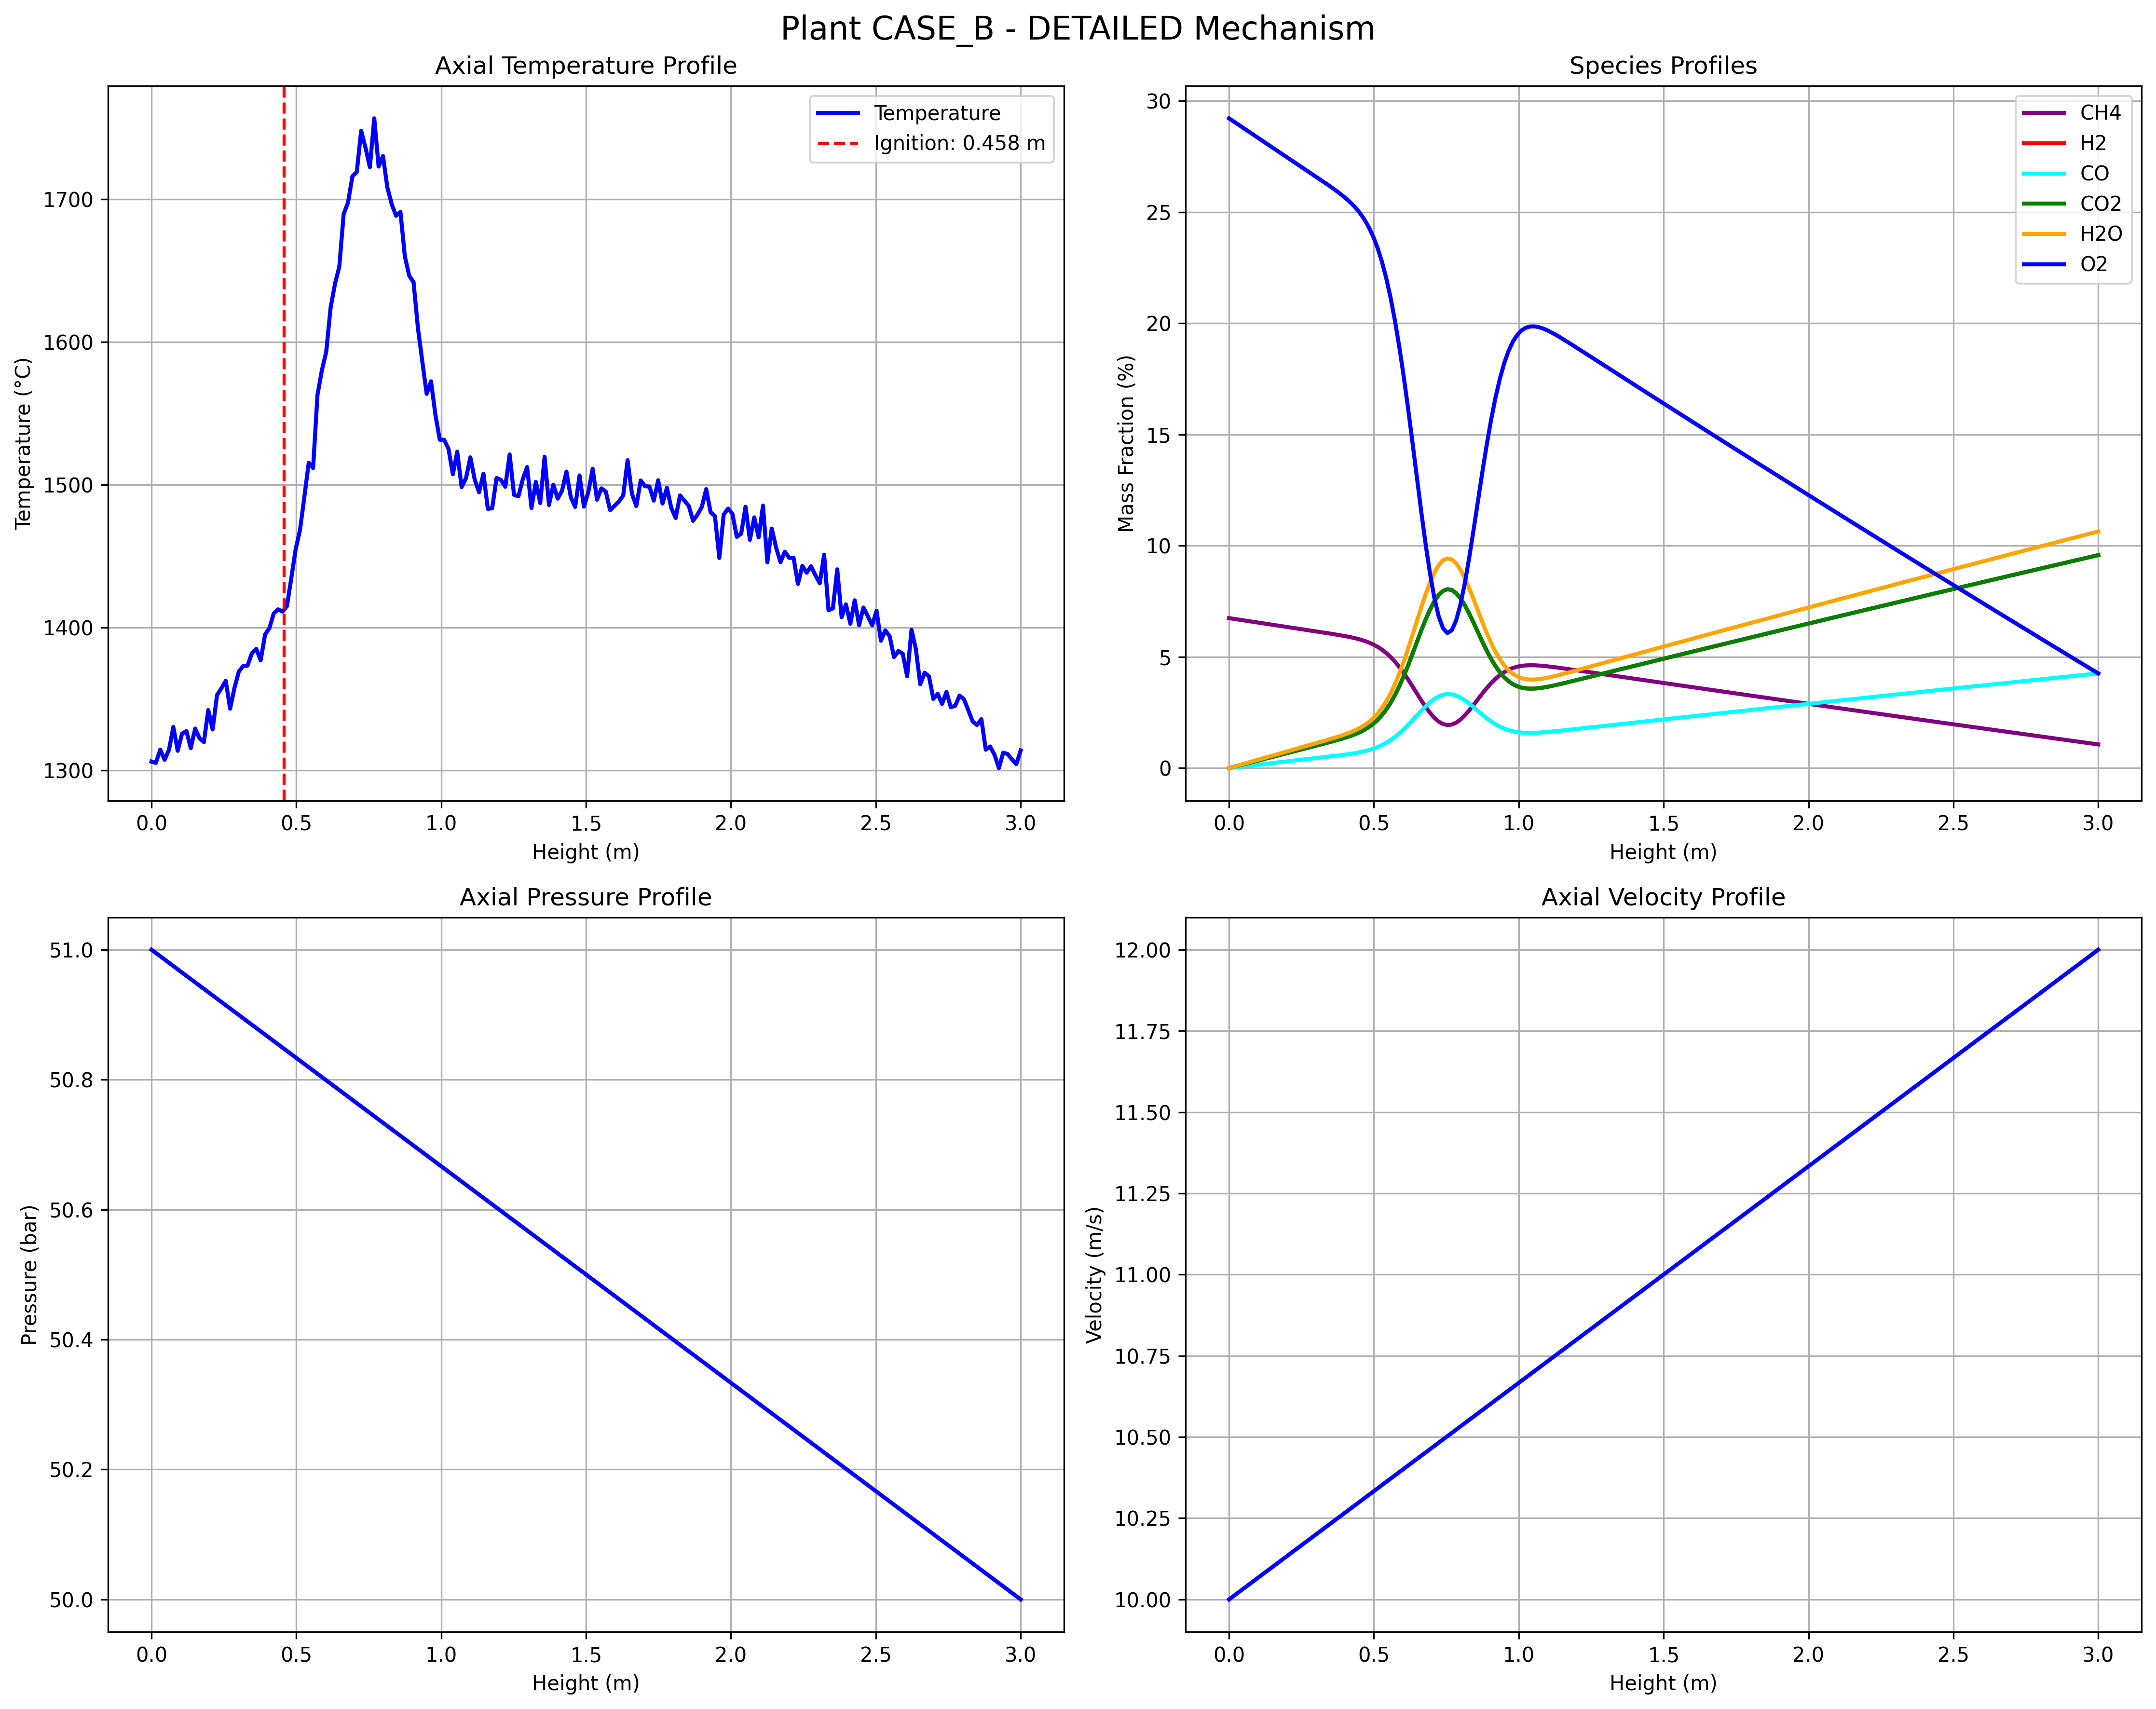 Plant CASE_B - DETAILED Mechanism
Axial Temperature Profile
Temperature (°C)
1700
1600
1500
1400
1300
Temperature
Ignition: 0.458 m
0.0 0.5 1.0 1.5 2.0 2.5 3.0
Height (m)
Species Profiles
Mass Fraction (%)
30
25
20
15
10
5
0
CH4
H2
CO
CO2
H2O
O2
0.0 0.5 1.0 1.5 2.0 2.5 3.0
Height (m)
Axial Pressure Profile
Pressure (bar)
51.0
50.8
50.6
50.4
50.2
50.0
0.0 0.5 1.0 1.5 2.0 2.5 3.0
Height (m)
Axial Velocity Profile
Velocity (m/s)
12.00
11.75
11.50
11.25
11.00
10.75
10.50
10.25
10.00
0.0 0.5 1.0 1.5 2.0 2.5 3.0
Height (m)